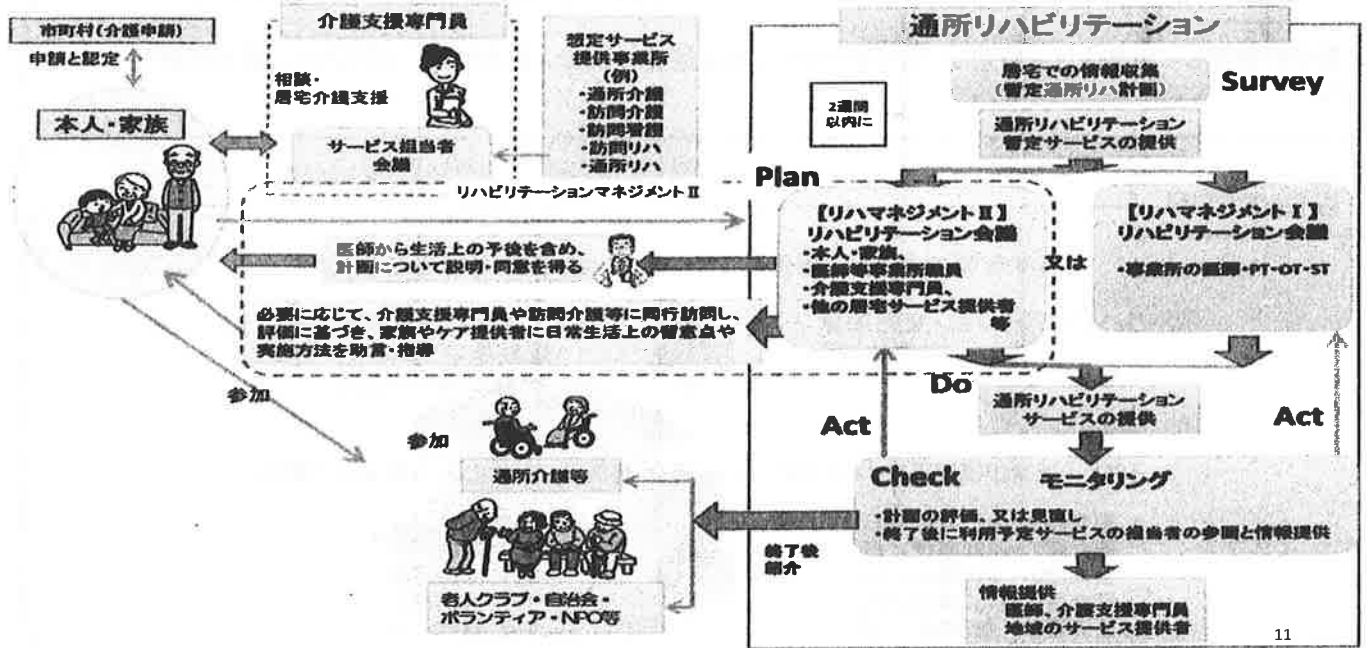 市町村(介護申請)
申請と認定
本人・家族
介護支援専門員
相談・
居宅介護支援
サービス担当者
会議
想定サービス
提供事業所
(例)
・通所介護
・訪問介護
・訪問看護
・訪問リハ
・通所リハ
リハビリテーションマネジメントⅡ
医師から生活上の予後を含め、
計画について説明・同意を得る
必要に応じて、介護支援専門員や訪問介護等に同行訪問し、
評価に基づき、家族やケア提供者に日常生活上の留意点や
実施方法を助言・指導
参加
参加
通所介護等
老人クラブ・自治会・
ボランティア・NPO等
終了後
紹介
通所リハビリテーション
2週間
以内に
居宅での情報収集
(暫定通所リハ計画)
Survey
通所リハビリテーション
暫定サービスの提供
Plan
【リハマネジメントⅡ】
リハビリテーション会議
・本人・家族、
・医師等事業所職員
・介護支援専門員、
・他の居宅サービス提供者
等
又は
【リハマネジメントⅠ】
リハビリテーション会議
・事業所の医師・PT・OT・ST
Do
通所リハビリテーション
サービスの提供
Act
Act
Check
モニタリング
・計画の評価、又は見直し
・終了後に利用予定サービスの担当者の参画と情報提供
情報提供
医師、介護支援専門員
地域のサービス提供者
11